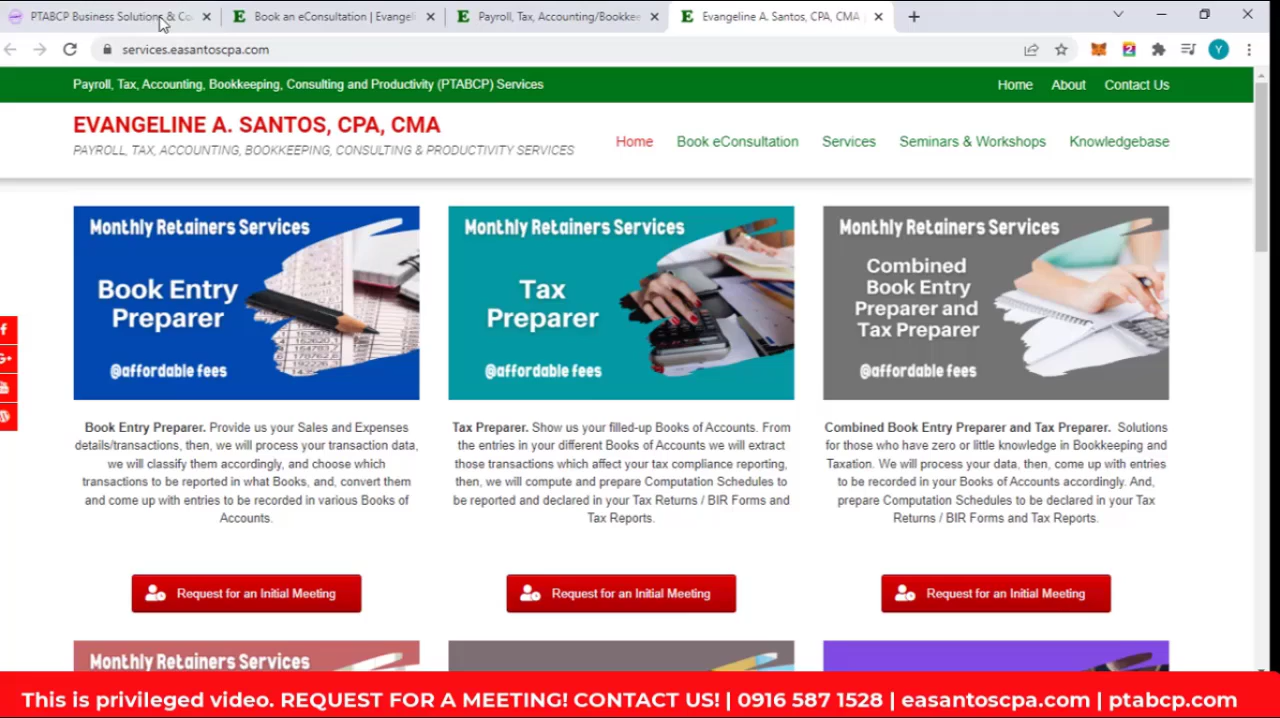 PTABCP Business Solutions & Co
Book an eConsultation | Evangeli
Payroll, Tax, Accounting/Bookkee
Evangeline A. Santos, CPA, CMA
services.easantoscpa.com
2
Y
Payroll, Tax, Accounting, Bookkeeping, Consulting and Productivity (PTABCP) Services
Home
About
Contact Us
EVANGELINE A. SANTOS, CPA, CMA
PAYROLL, TAX, ACCOUNTING, BOOKKEEPING, CONSULTING & PRODUCTIVITY SERVICES
Home
Book eConsultation
Services
Seminars & Workshops
Knowledgebase
Monthly Retainers Services
Book Entry
Preparer
@affordable fees
Monthly Retainers Services
Tax
Preparer
@affordable fees
Monthly Retainers Services
Combined
Book Entry
Preparer and
Tax Preparer
@affordable fees
Book Entry Preparer. Provide us your Sales and Expenses
details/transactions, then, we will process your transaction data,
we will classify them accordingly, and choose which
transactions to be reported in what Books, and, convert them
and come up with entries to be recorded in various Books of
Accounts.
Tax Preparer. Show us your filled-up Books of Accounts. From
the entries in your different Books of Accounts we will extract
those transactions which affect your tax compliance reporting,
then, we will compute and prepare Computation Schedules to
be reported and declared in your Tax Returns / BIR Forms and
Tax Reports.
Combined Book Entry Preparer and Tax Preparer. Solutions
for those who have zero or little knowledge in Bookkeeping and
Taxation. We will process your data, then, come up with entries
to be recorded in your Books of Accounts accordingly. And,
prepare Computation Schedules to be declared in your Tax
Returns / BIR Forms and Tax Reports.
Request for an Initial Meeting
Request for an Initial Meeting
Request for an Initial Meeting
Monthly Retainers Services
This is privileged video. REQUEST FOR A MEETING! CONTACT US! | 0916 587 1528 | easantoscpa.com | ptabcp.com